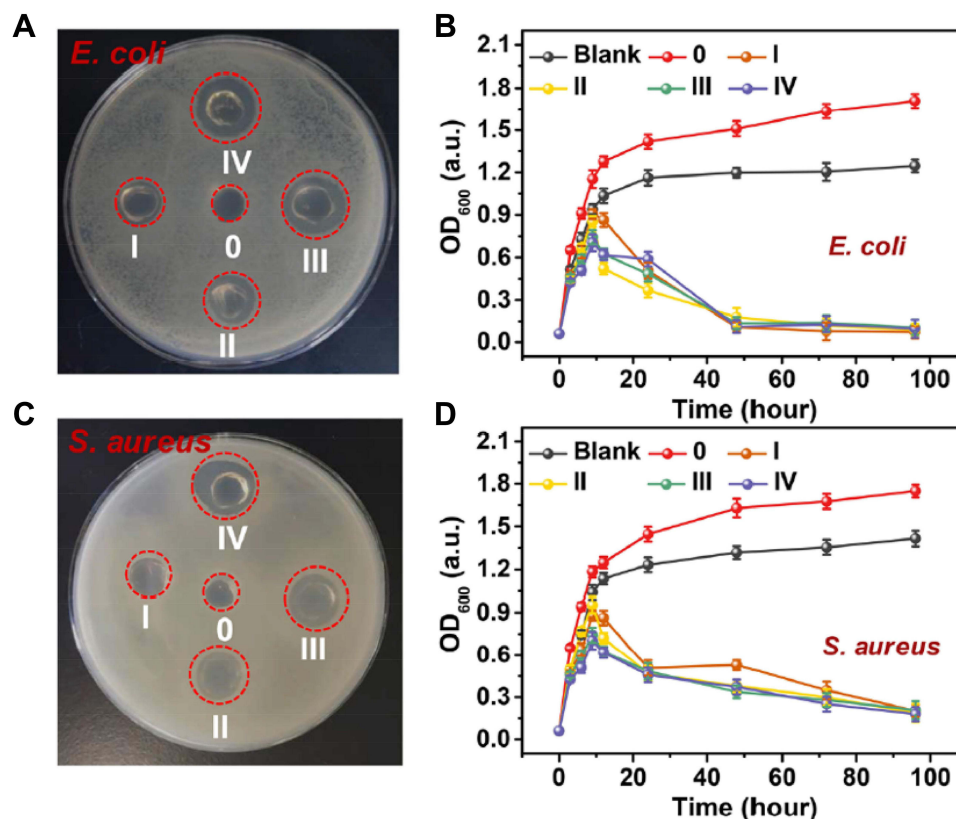 A
E. coli
IV
I
0
III
II
B
2.1
1.8
1.5
1.2
0.9
0.6
0.3
0.0
OD600 (a.u.)
Blank 0 I
II III IV
E. coli
0 20 40 60 80 100
Time (hour)
C
S. aureus
IV
I
0
III
II
D
2.1
1.8
1.5
1.2
0.9
0.6
0.3
0.0
OD600 (a.u.)
Blank 0 I
II III IV
S. aureus
0 20 40 60 80 100
Time (hour)